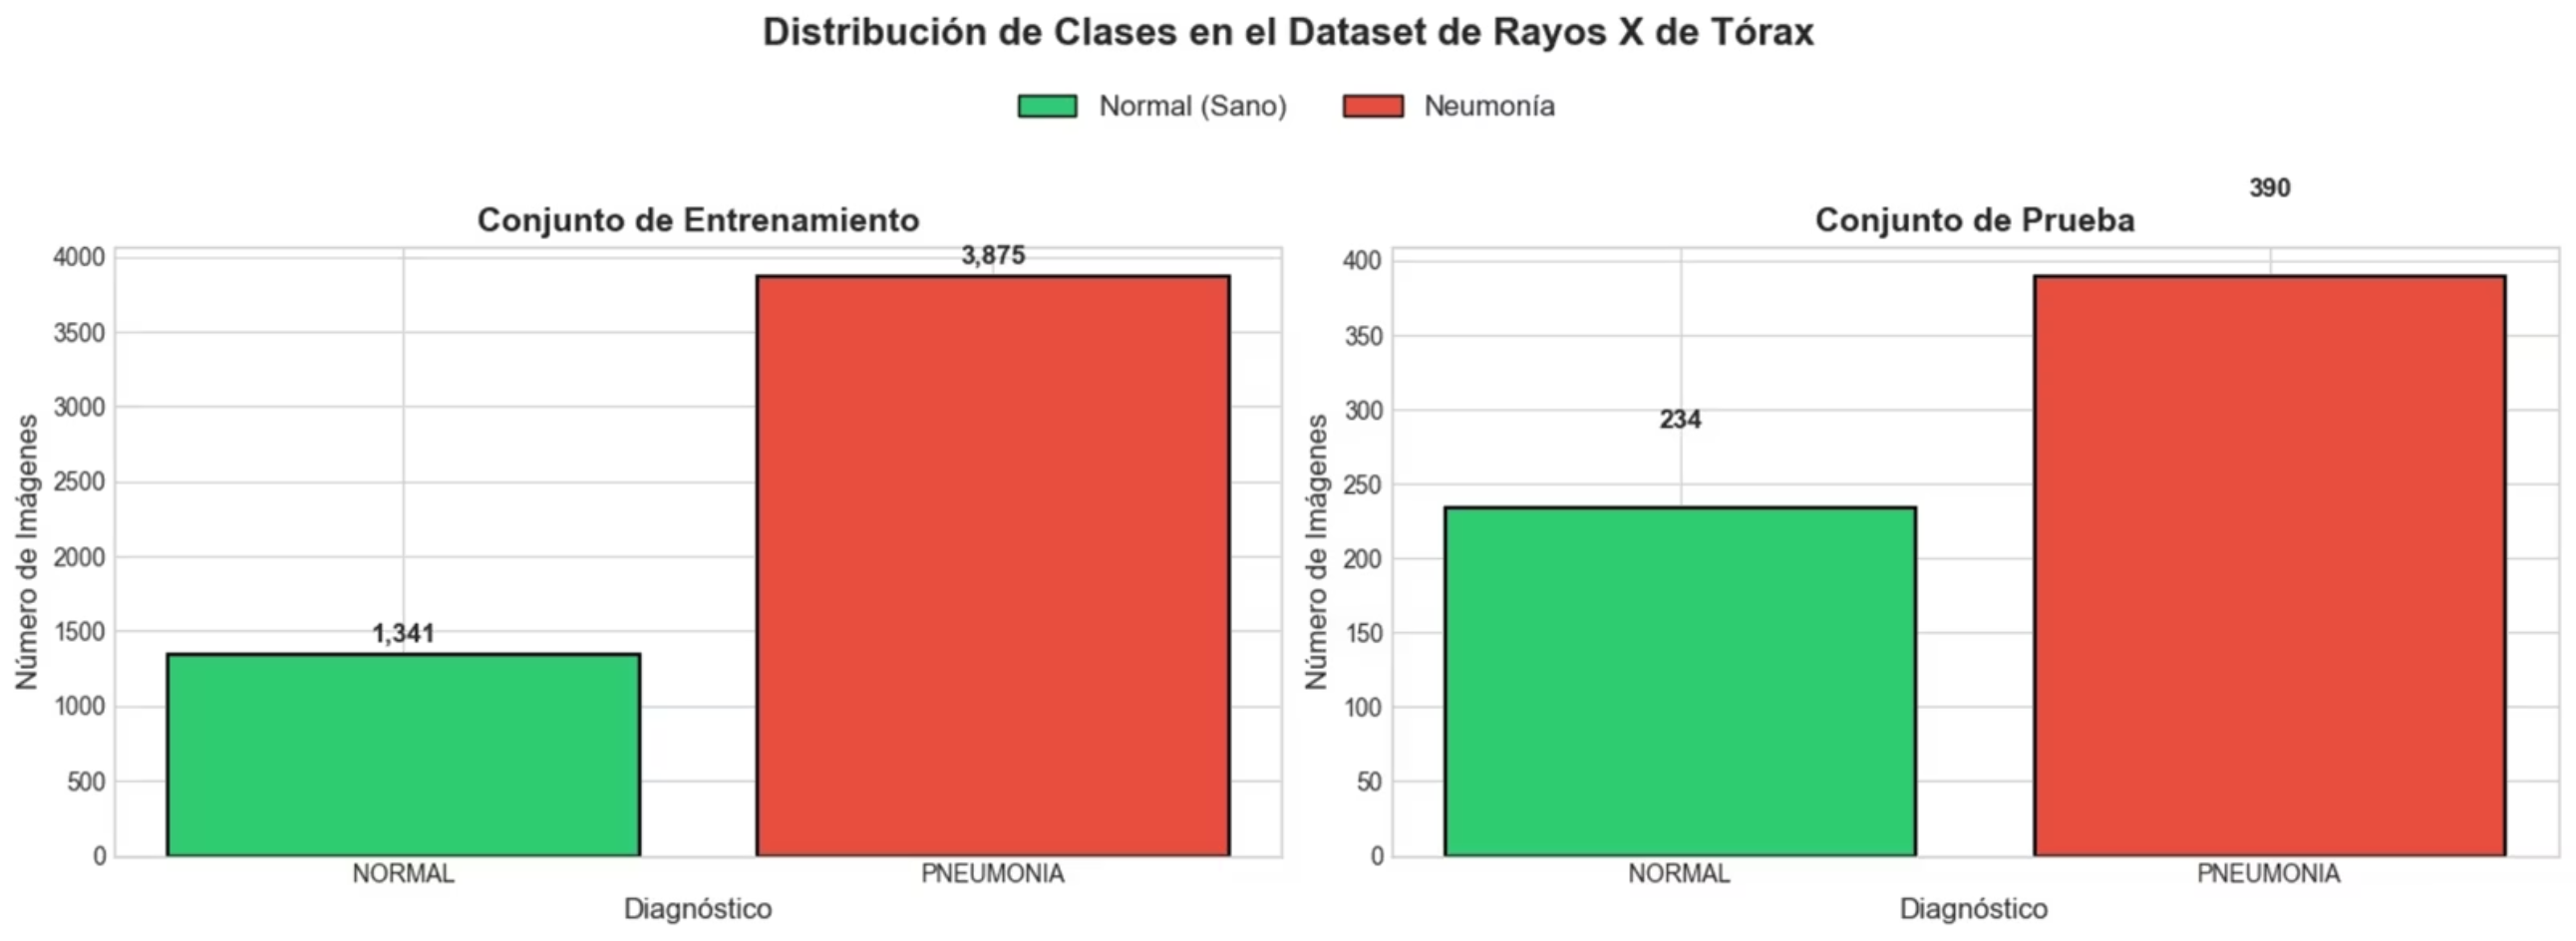 Distribución de Clases en el Dataset de Rayos X de Tórax
Normal (Sano)
Neumonía
Conjunto de Entrenamiento
Número de Imágenes
4000
3500
3000
2500
2000
1500
1000
500
0
1,341
3,875
NORMAL
PNEUMONIA
Diagnóstico
390
Conjunto de Prueba
Número de Imágenes
400
350
300
250
200
150
100
50
0
234
NORMAL
PNEUMONIA
Diagnóstico